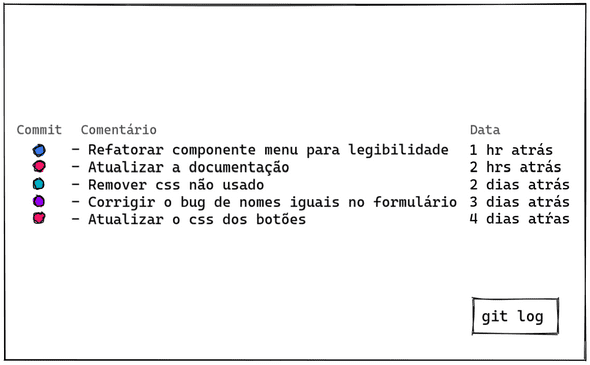 Commit Comentário Data
– Refatorar componente menu para legibilidade 1 hr atrás
– Atualizar a documentação 2 hrs atrás
– Remover css não usado 2 dias atrás
– Corrigir o bug de nomes iguais no formulário 3 dias atrás
– Atualizar o css dos botões 4 dias atŕas
git log